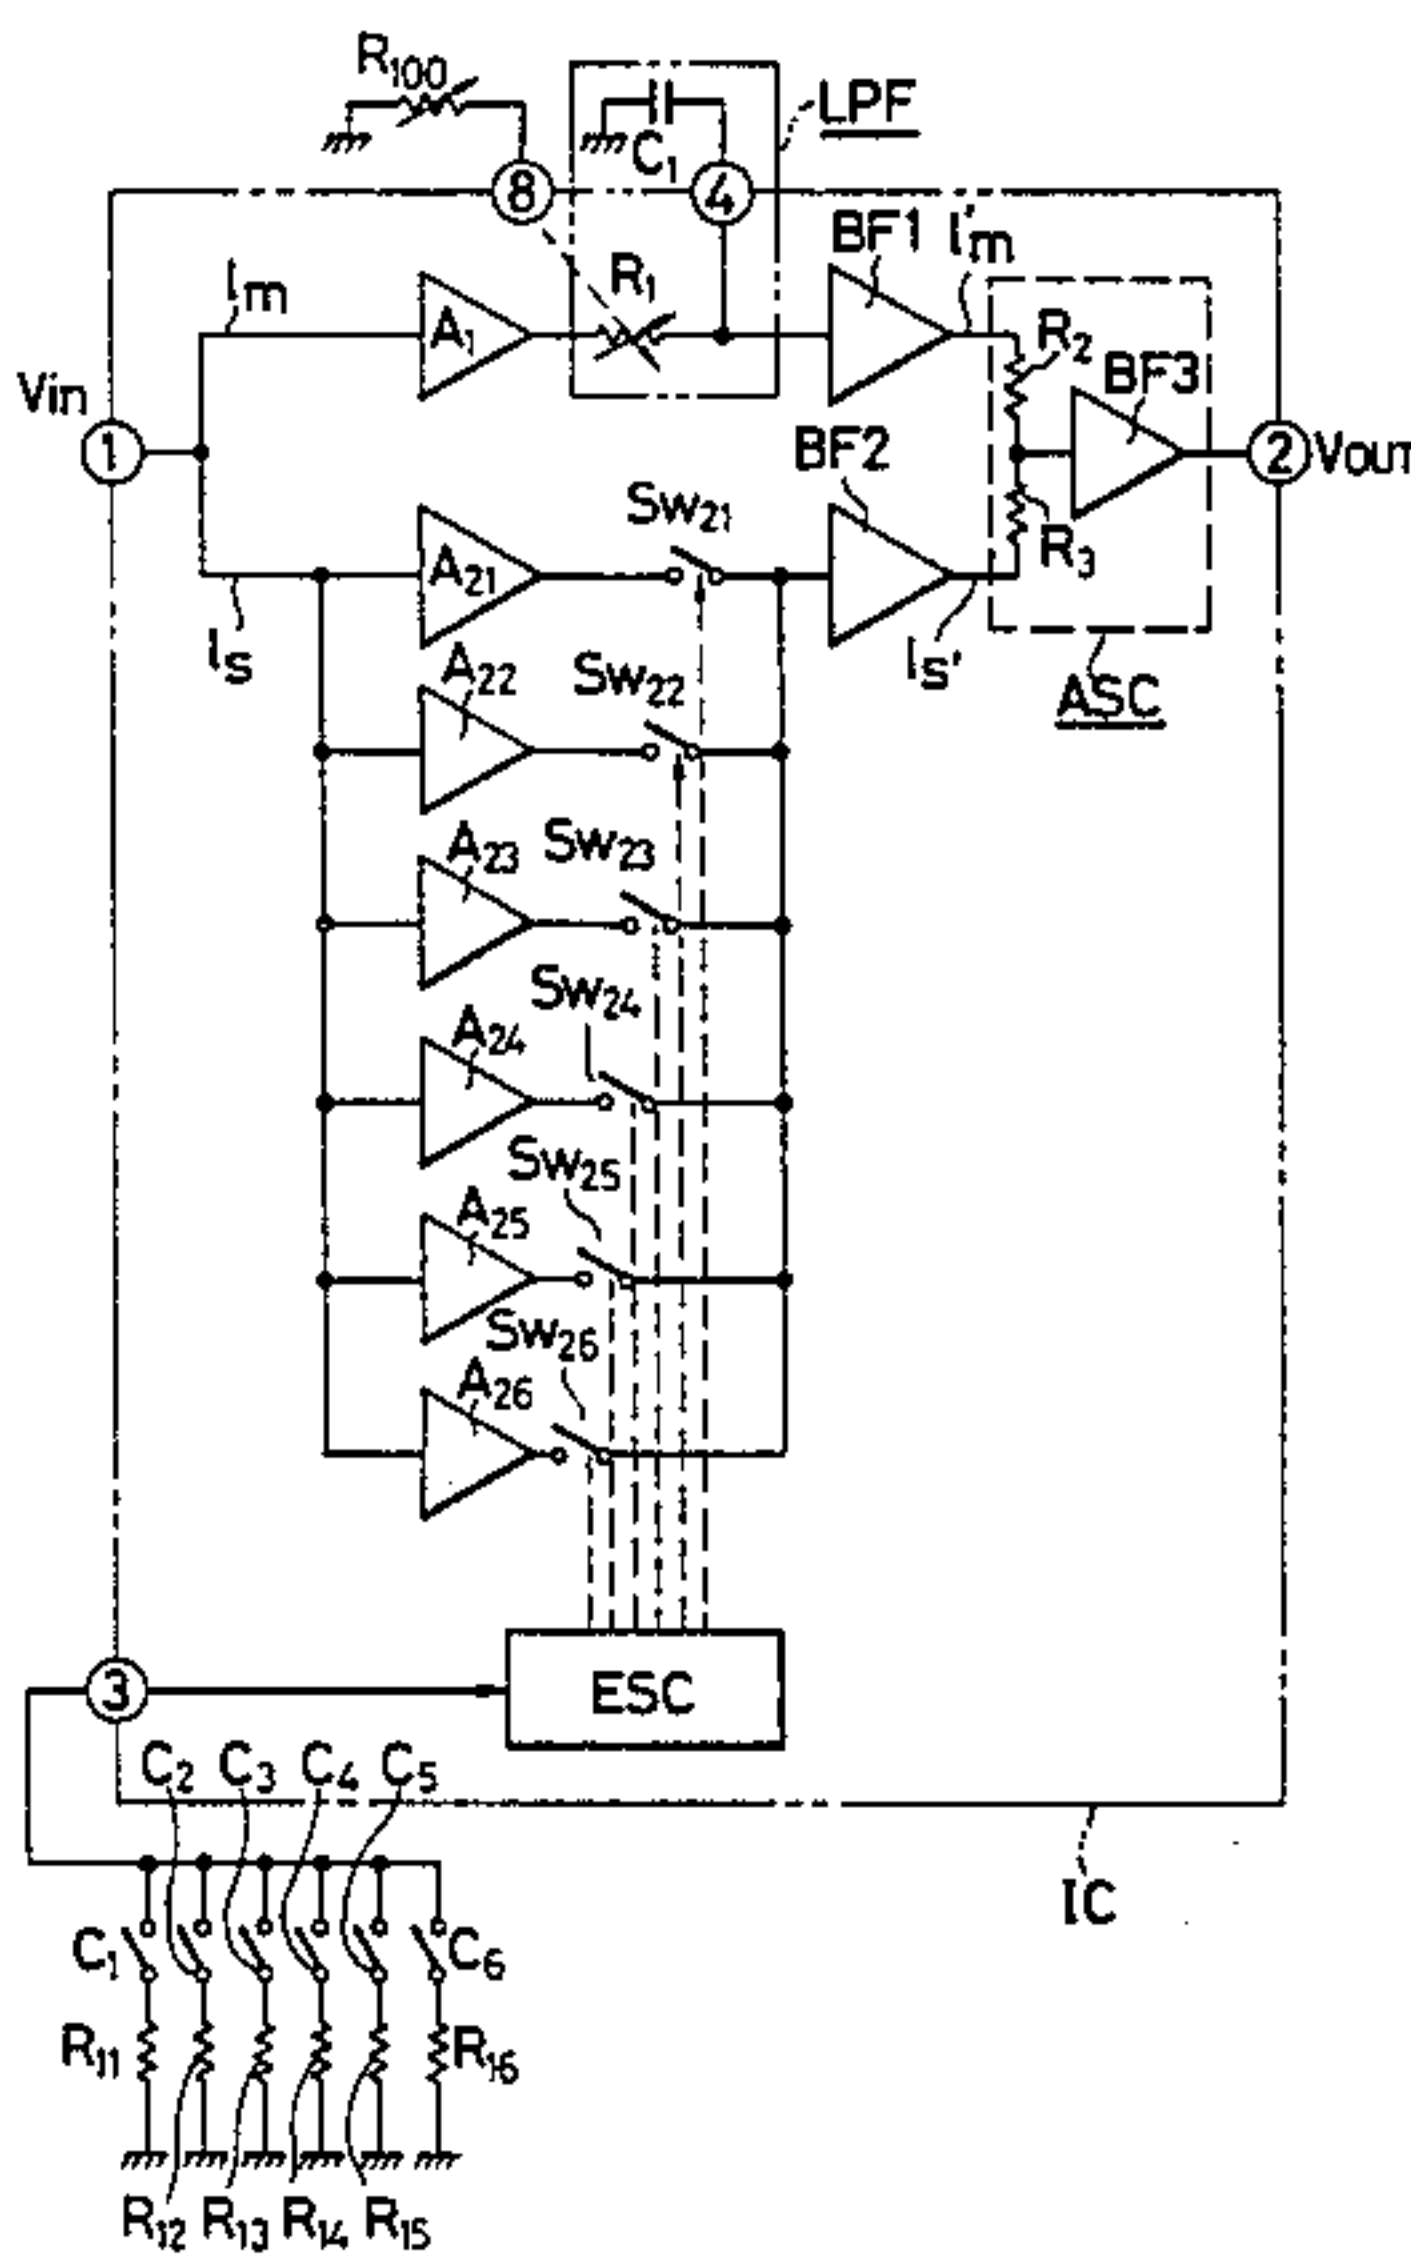 R100
LPF
C1
8
4
BF1
l'm
lm
R1
A1
R2
Vin
BF3
1
BF2
2
VOUT
SW21
A21
R3
ls
ls'
A22
SW22
ASC
A23
SW23
SW24
A24
SW25
A25
SW26
A26
3
ESC
C2 C3 C4 C5
IC
C1
C6
R11
R16
R12 R13 R14 R15